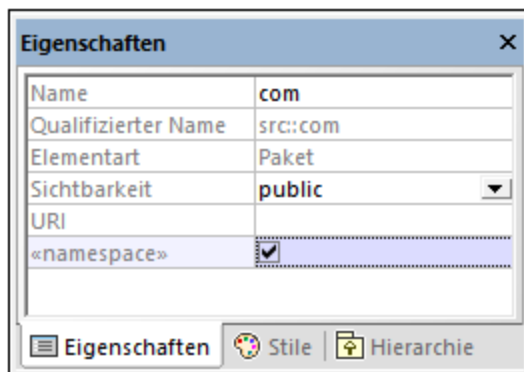 Eigenschaften
Name com
Qualifizierter Name src::com
Elementart Paket
Sichtbarkeit public
URI
«namespace»
Eigenschaften Stile Hierarchie